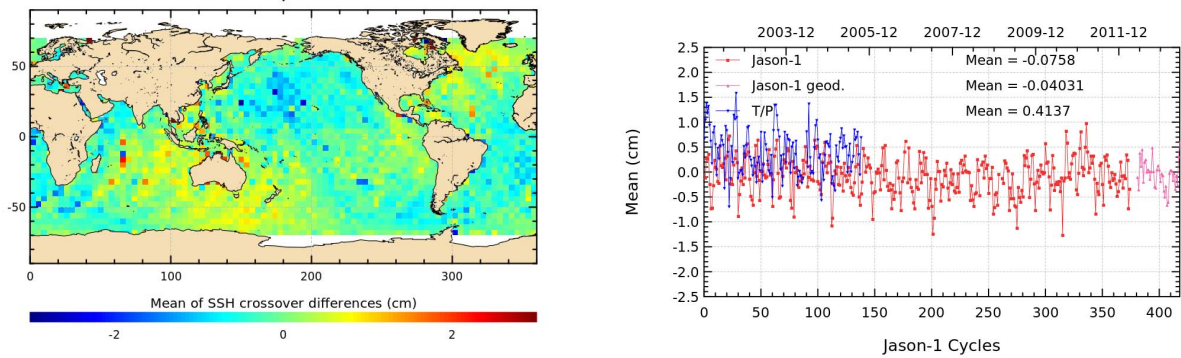 50
0
-50
0 100 200 300
Mean of SSH crossover differences (cm)
-2 0 2
2003-12 2005-12 2007-12 2009-12 2011-12
2.5
2.0
1.5
1.0
0.5
0.0
-0.5
-1.0
-1.5
-2.0
-2.5
Mean (cm)
Jason-1 Mean = -0.0758
Jason-1 geod. Mean = -0.04031
T/P Mean = 0.4137
0 50 100 150 200 250 300 350 400
Jason-1 Cycles